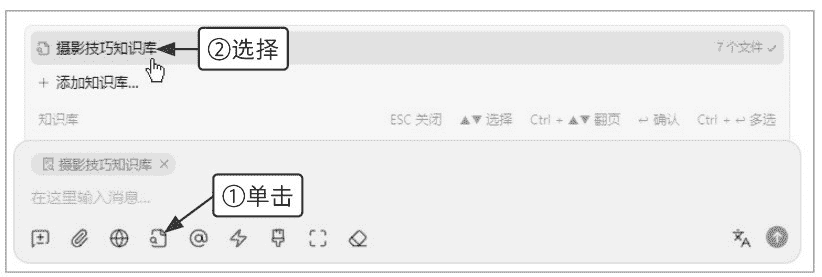 摄影技巧知识库
②选择
7个文件
+ 添加知识库...
知识库
ESC 关闭 ▲▼ 选择 Ctrl + ▲▼ 翻页 ↩ 确认 Ctrl + ↩ 多选
摄影技巧知识库 ×
在这里输入消息...
①单击